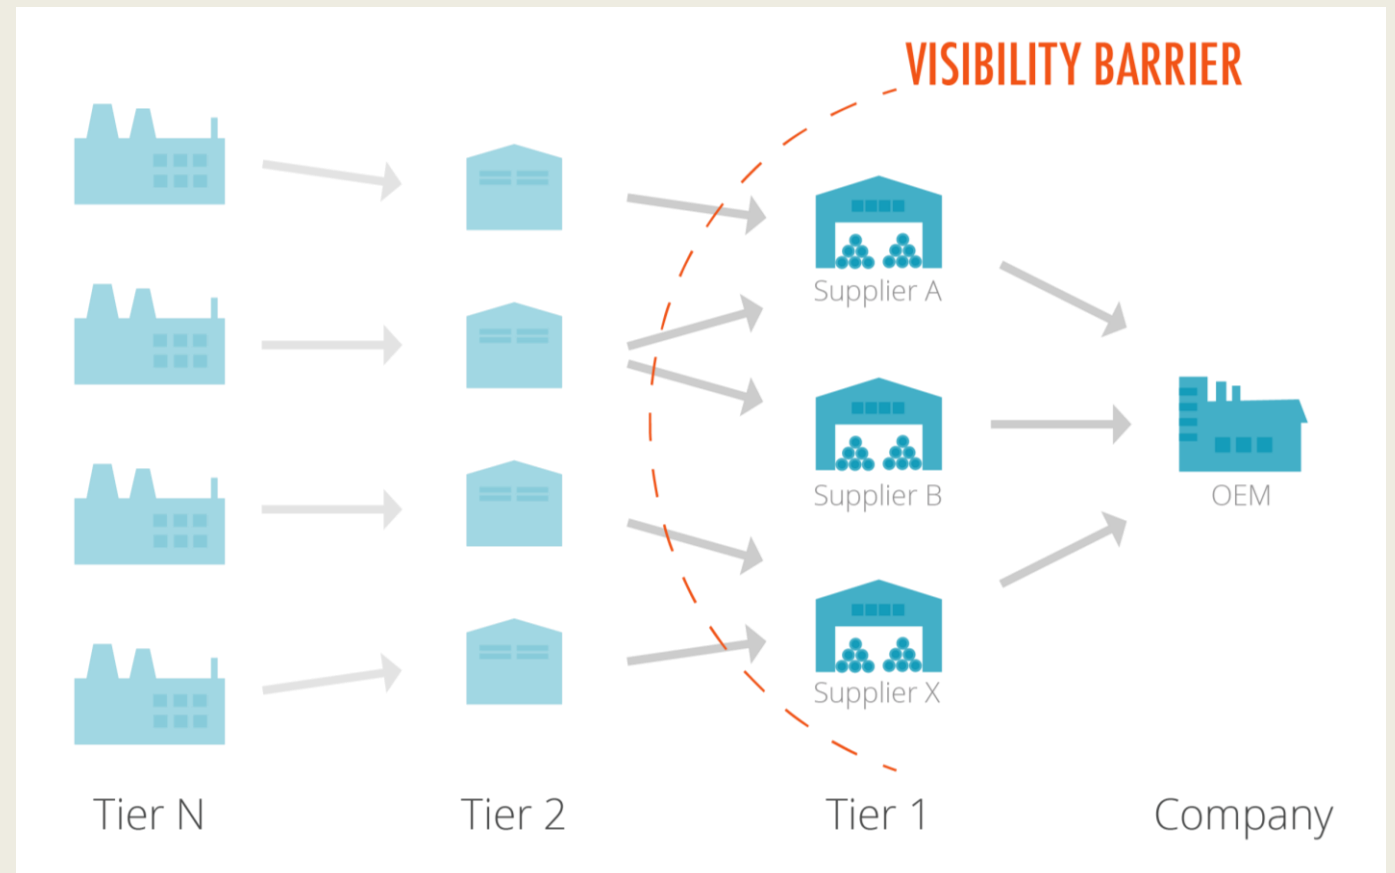 VISIBILITY BARRIER
Supplier A
Supplier B
OEM
Supplier X
Tier N
Tier 2
Tier 1
Company